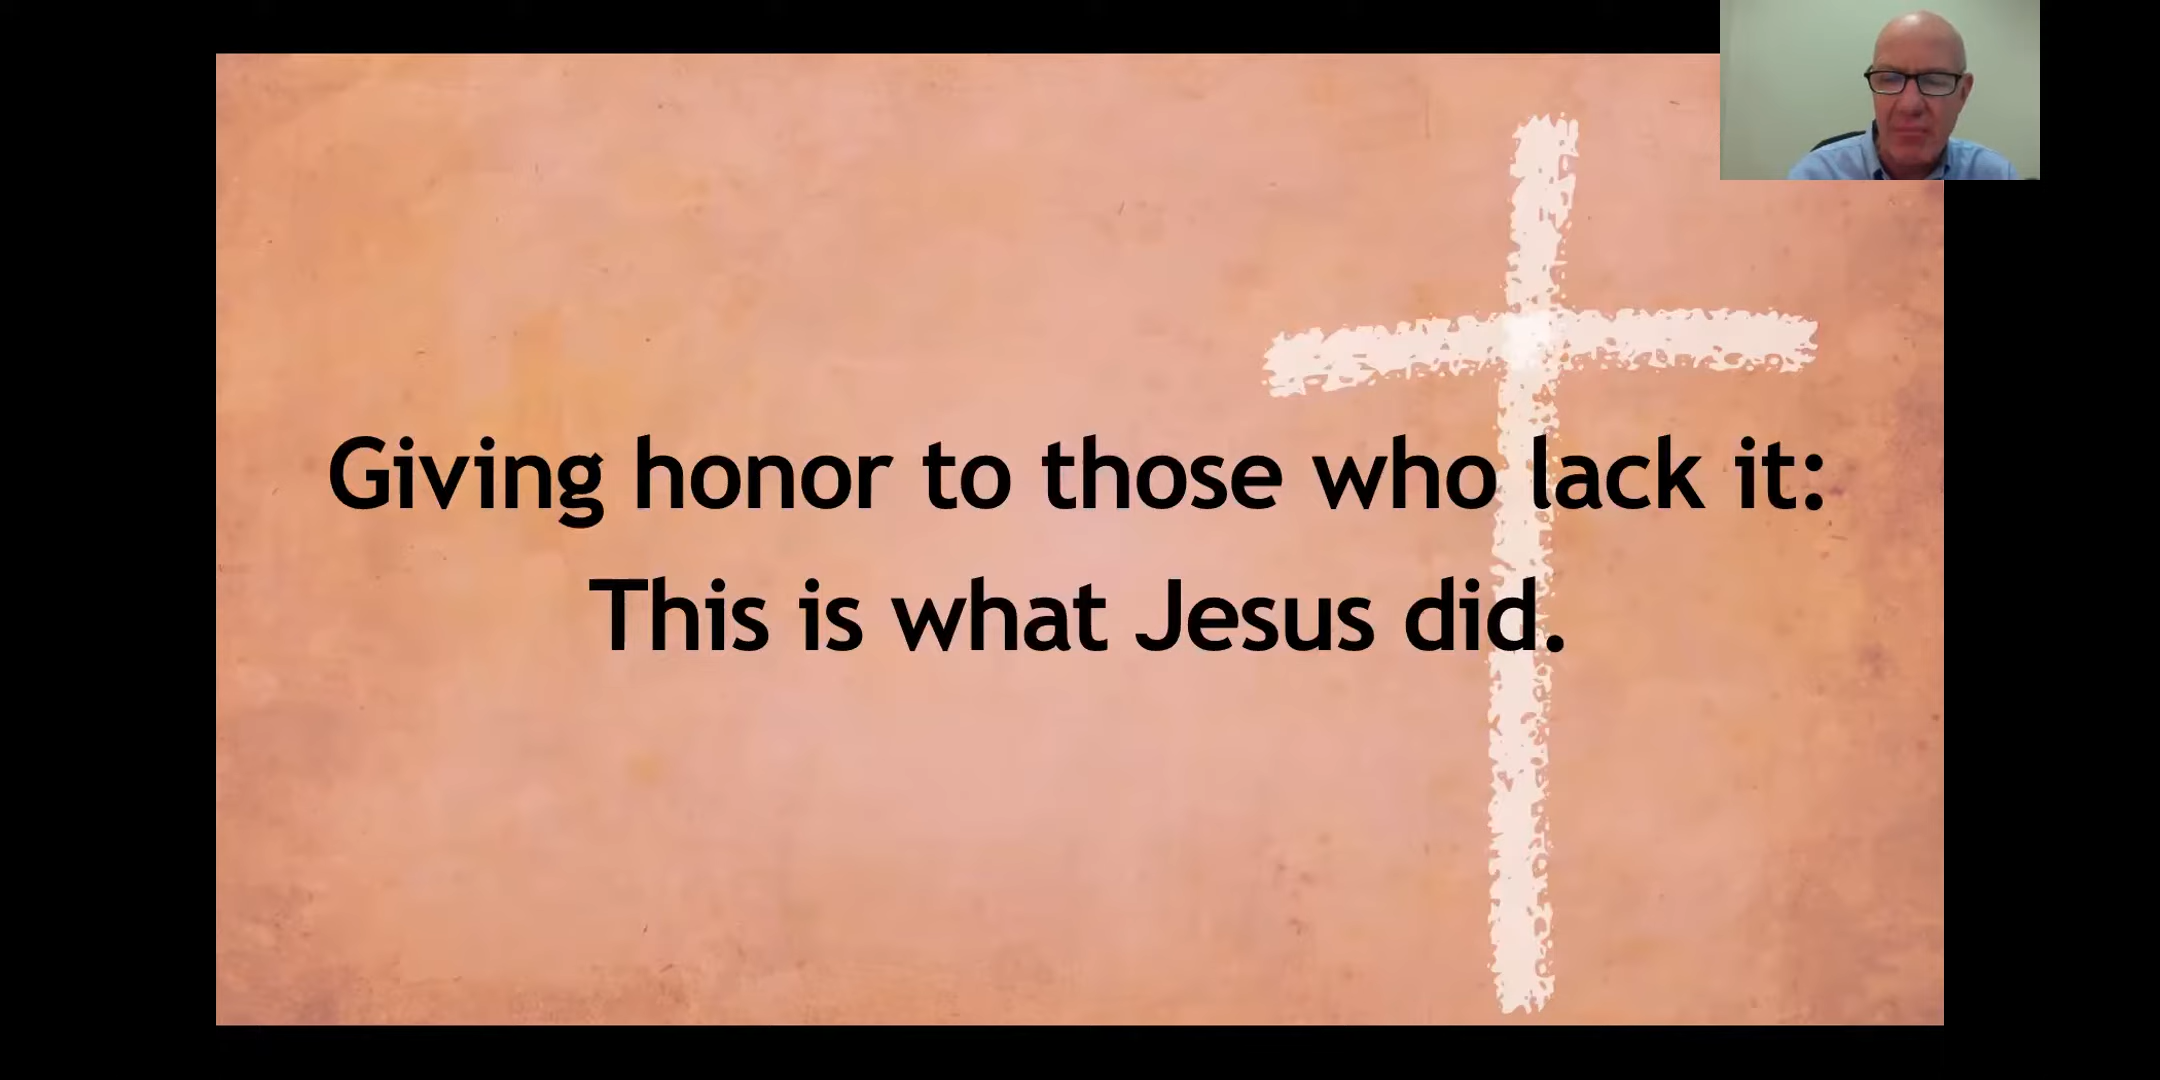 Giving honor to those who lack it:
This is what Jesus did.